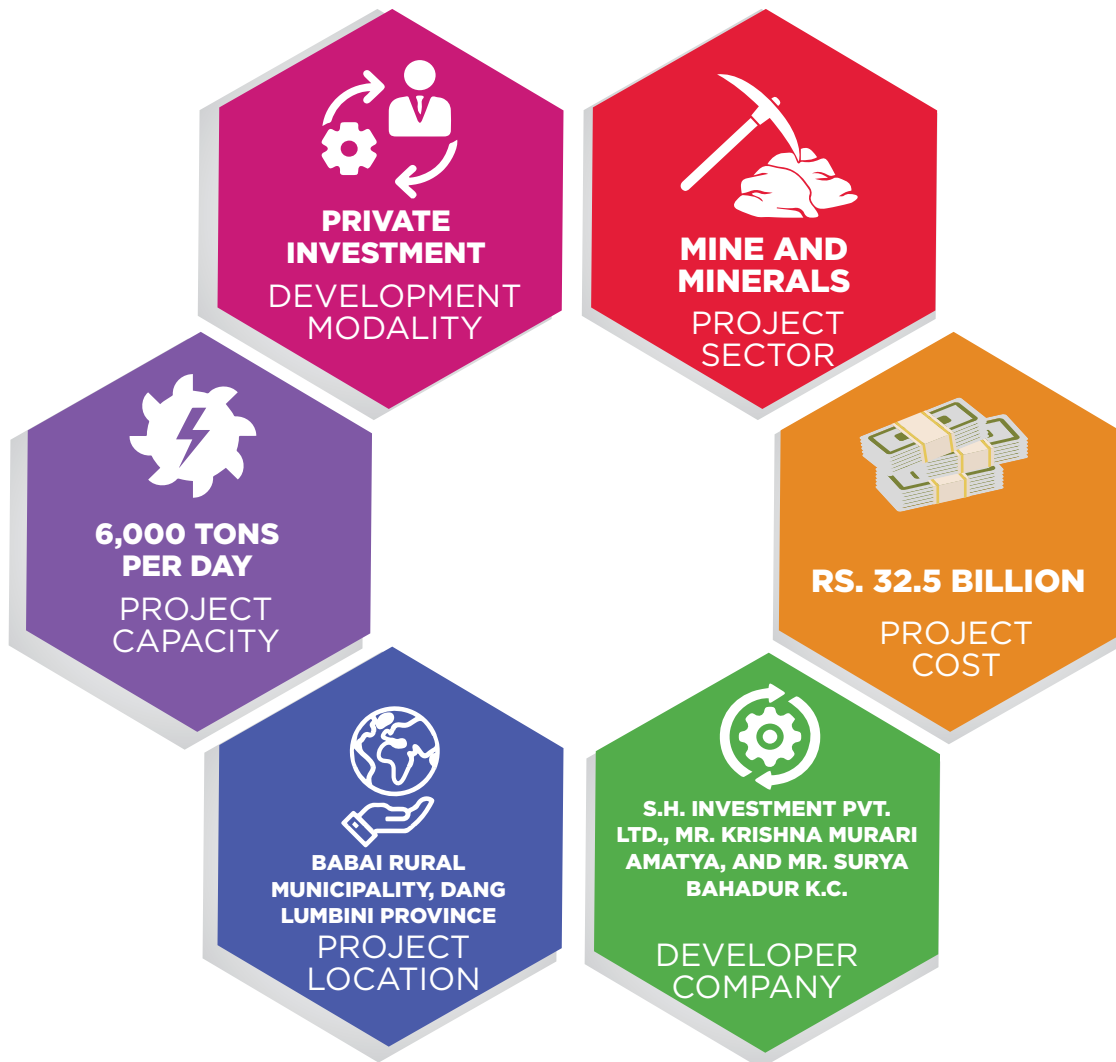 PRIVATE
INVESTMENT
DEVELOPMENT
MODALITY
MINE AND
MINERALS
PROJECT
SECTOR
6,000 TONS
PER DAY
PROJECT
CAPACITY
RS. 32.5 BILLION
PROJECT
COST
BABAI RURAL
MUNICIPALITY, DANG
LUMBINI PROVINCE
PROJECT
LOCATION
S.H. INVESTMENT PVT.
LTD., MR. KRISHNA MURARI
AMATYA, AND MR. SURYA
BAHADUR K.C.
DEVELOPER
COMPANY